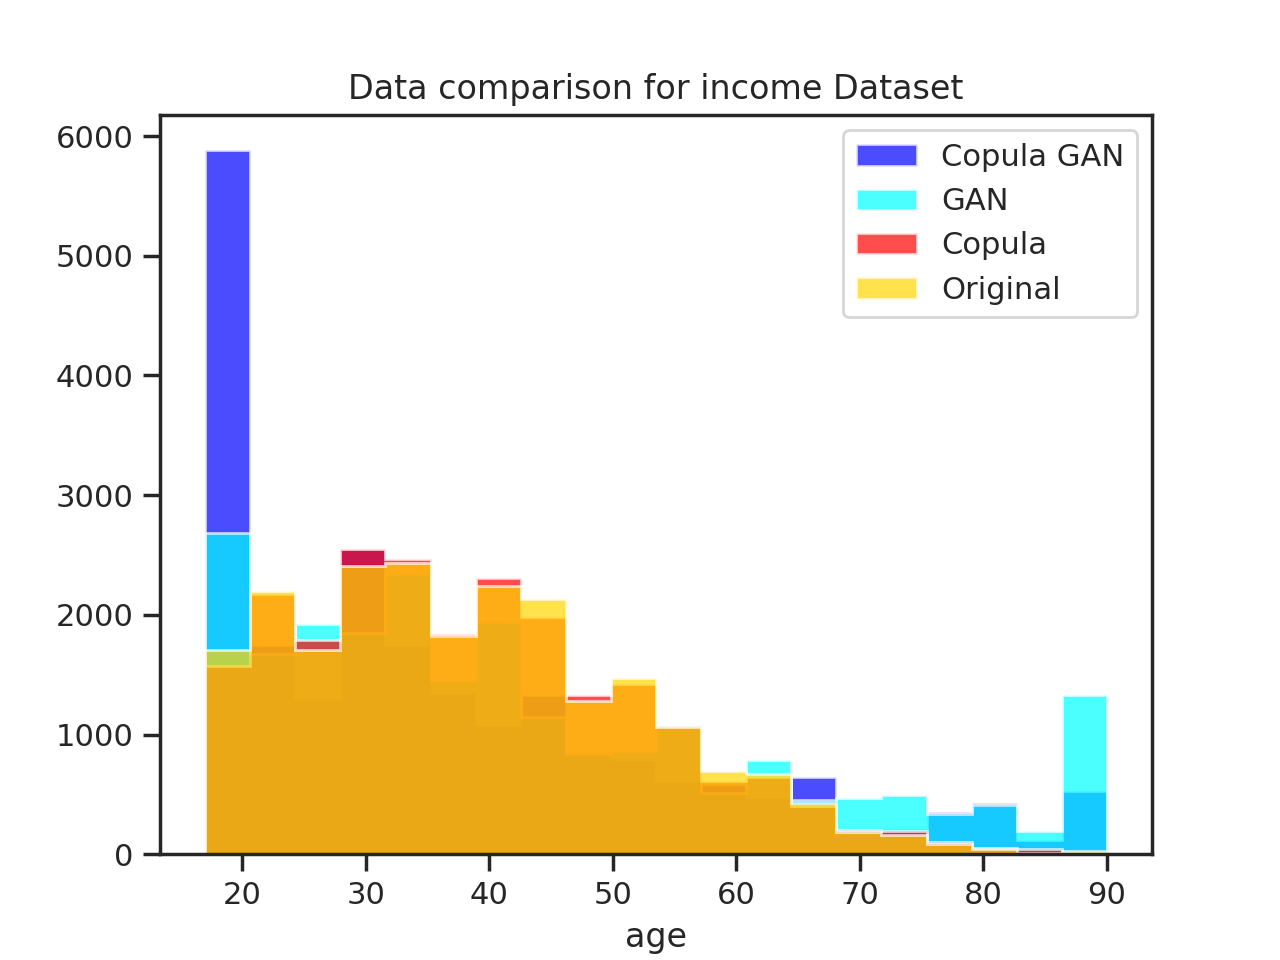 Data comparison for income Dataset
6000
5000
4000
3000
2000
1000
0
Copula GAN
GAN
Copula
Original
20 30 40 50 60 70 80 90
age